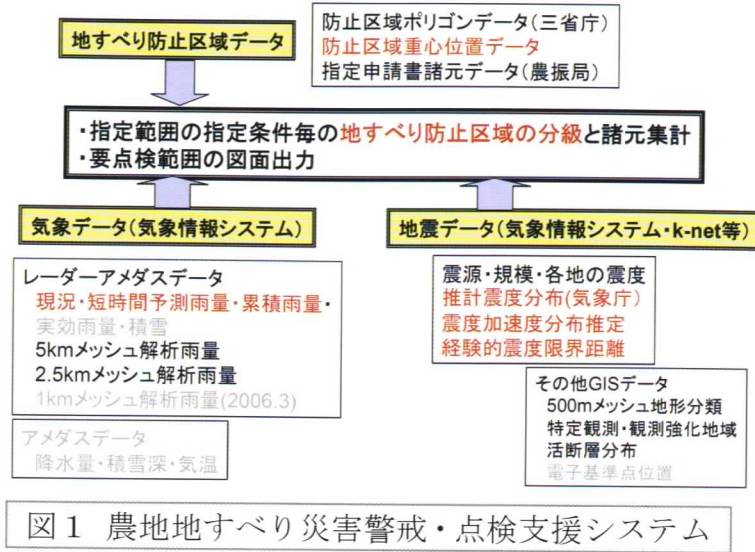 地すべり防止区域データ
防止区域ポリゴンデータ(三省庁)
防止区域重心位置データ
指定申請書諸元データ(農振局)
・指定範囲の指定条件毎の地すべり防止区域の分級と諸元集計
・要点検範囲の図面出力
気象データ(気象情報システム)
地震データ(気象情報システム・k-net等)
レーダーアメダスデータ
現況・短時間予測雨量・累積雨量・
実効雨量・積雪
5kmメッシュ解析雨量
2.5kmメッシュ解析雨量
1kmメッシュ解析雨量(2006.3)
アメダスデータ
降水量・積雪深・気温
震源・規模・各地の震度
推計震度分布(気象庁)
震度加速度分布推定
経験的震度限界距離
その他GISデータ
500mメッシュ地形分類
特定観測・観測強化地域
活断層分布
電子基準点位置
図1 農地地すべり災害警戒・点検支援システム